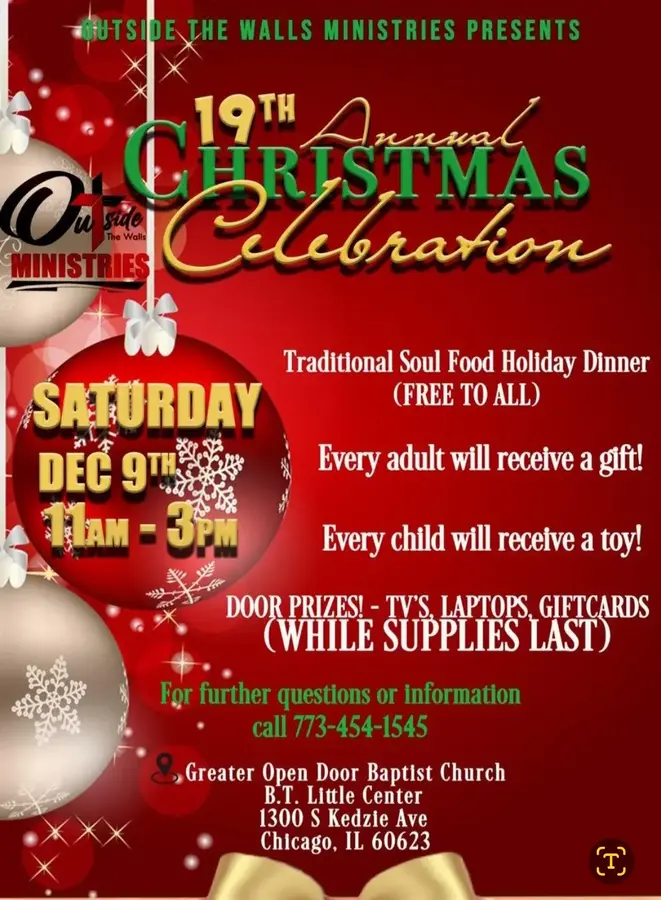 OUTSIDE THE WALLS MINISTRIES PRESENTS
19TH Annual
CHRISTMAS
Celebration
Outside
The Walls
MINISTRIES
Traditional Soul Food Holiday Dinner
(FREE TO ALL)
SATURDAY
DEC 9TH
11AM - 3PM
Every adult will receive a gift!
Every child will receive a toy!
DOOR PRIZES! - TV'S, LAPTOPS, GIFTCARDS
(WHILE SUPPLIES LAST)
For further questions or information
call 773-454-1545
Greater Open Door Baptist Church
B.T. Little Center
1300 S Kedzie Ave
Chicago, IL 60623
T